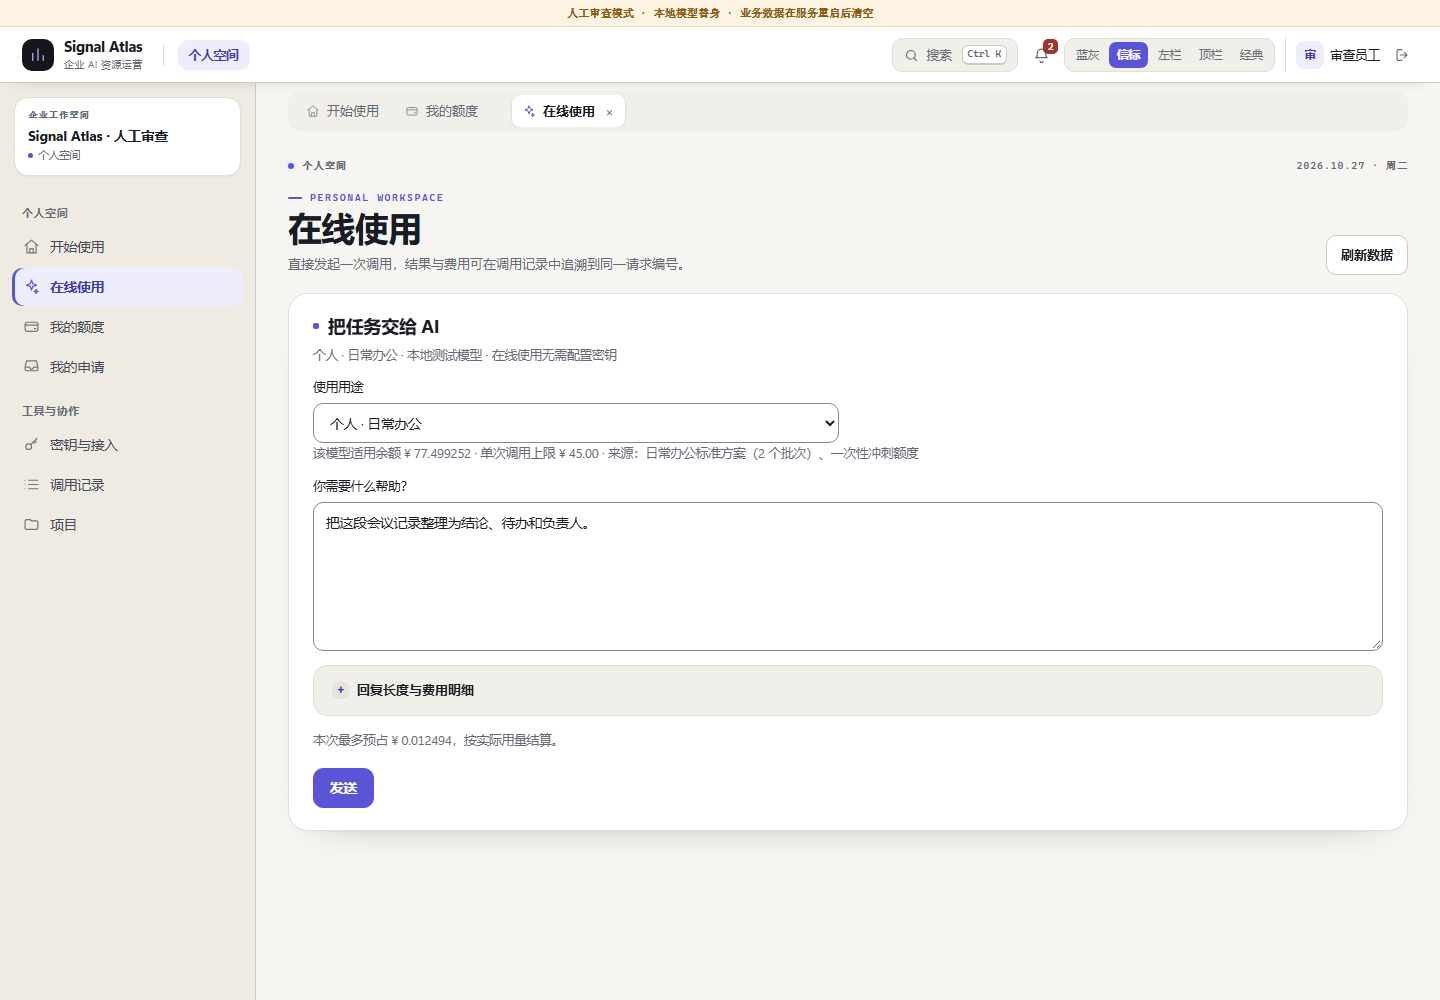 人工审查模式 · 本地模型替身 · 业务数据在服务重启后清空
Signal Atlas
企业 AI 资源运营
个人空间
搜索 Ctrl K
2
蓝灰 信标 左栏 顶栏 经典
审 审查员工
企业工作空间
Signal Atlas · 人工审查
个人空间
个人空间
开始使用
在线使用
我的额度
我的申请
工具与协作
密钥与接入
调用记录
项目
开始使用 我的额度 在线使用 ×
个人空间
2026.10.27 · 周二
PERSONAL WORKSPACE
在线使用
直接发起一次调用，结果与费用可在调用记录中追溯到同一请求编号。
刷新数据
把任务交给 AI
个人 · 日常办公 · 本地测试模型 · 在线使用无需配置密钥
使用用途
个人 · 日常办公
该模型适用余额 ¥ 77.499252 · 单次调用上限 ¥ 45.00 · 来源：日常办公标准方案（2 个批次）、一次性冲刺额度
你需要什么帮助？
把这段会议记录整理为结论、待办和负责人。
+ 回复长度与费用明细
本次最多预占 ¥ 0.012494，按实际用量结算。
发送